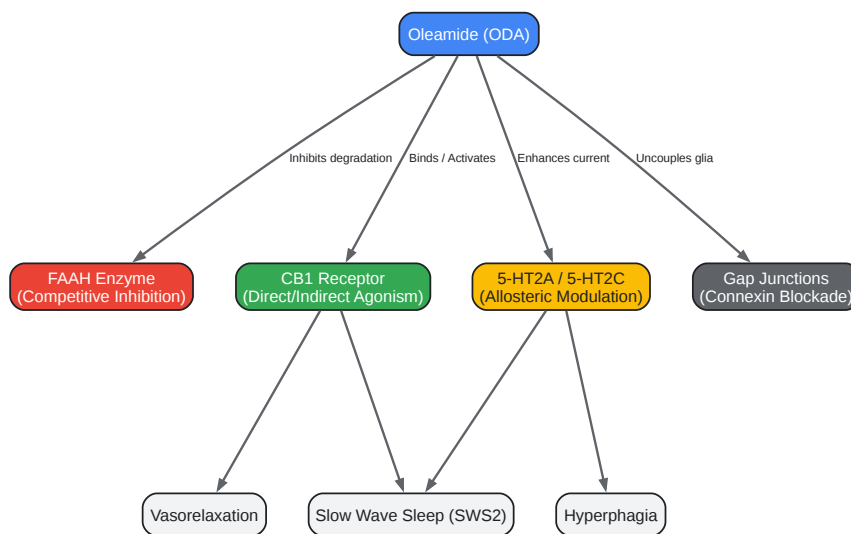 Oleamide (ODA)
Inhibits degradation
Binds / Activates
Enhances current
Uncouples glia
FAAH Enzyme
(Competitive Inhibition)
CB1 Receptor
(Direct/Indirect Agonism)
5-HT2A / 5-HT2C
(Allosteric Modulation)
Gap Junctions
(Connexin Blockade)
Vasorelaxation
Slow Wave Sleep (SWS2)
Hyperphagia